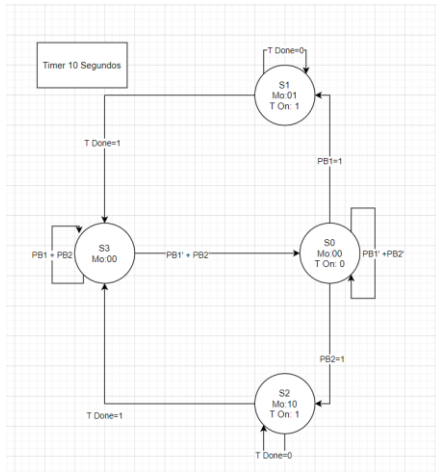 T Done=0
Timer 10 Segundos
S1
Mo:01
T On: 1
T Done=1
PB1=1
S3
Mo:00
PB1 + PB2
PB1' + PB2'
S0
Mo:00
T On: 0
PB1' +PB2'
PB2=1
S2
Mo:10
T On: 1
T Done=1
T Done=0